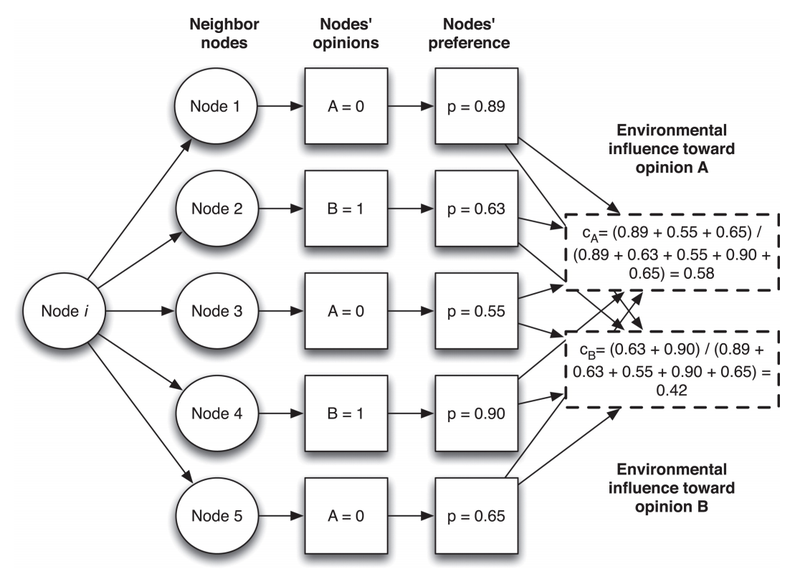 Neighbor
nodes
Nodes'
opinions
Nodes'
preference
Node 1
A = 0
p = 0.89
Environmental
influence toward
opinion A
Node 2
B = 1
p = 0.63
cA= (0.89 + 0.55 + 0.65) /
(0.89 + 0.63 + 0.55 + 0.90 +
0.65) = 0.58
Node i
Node 3
A = 0
p = 0.55
cB= (0.63 + 0.90) / (0.89 +
0.63 + 0.55 + 0.90 + 0.65) =
0.42
Node 4
B = 1
p = 0.90
Environmental
influence toward
opinion B
Node 5
A = 0
p = 0.65